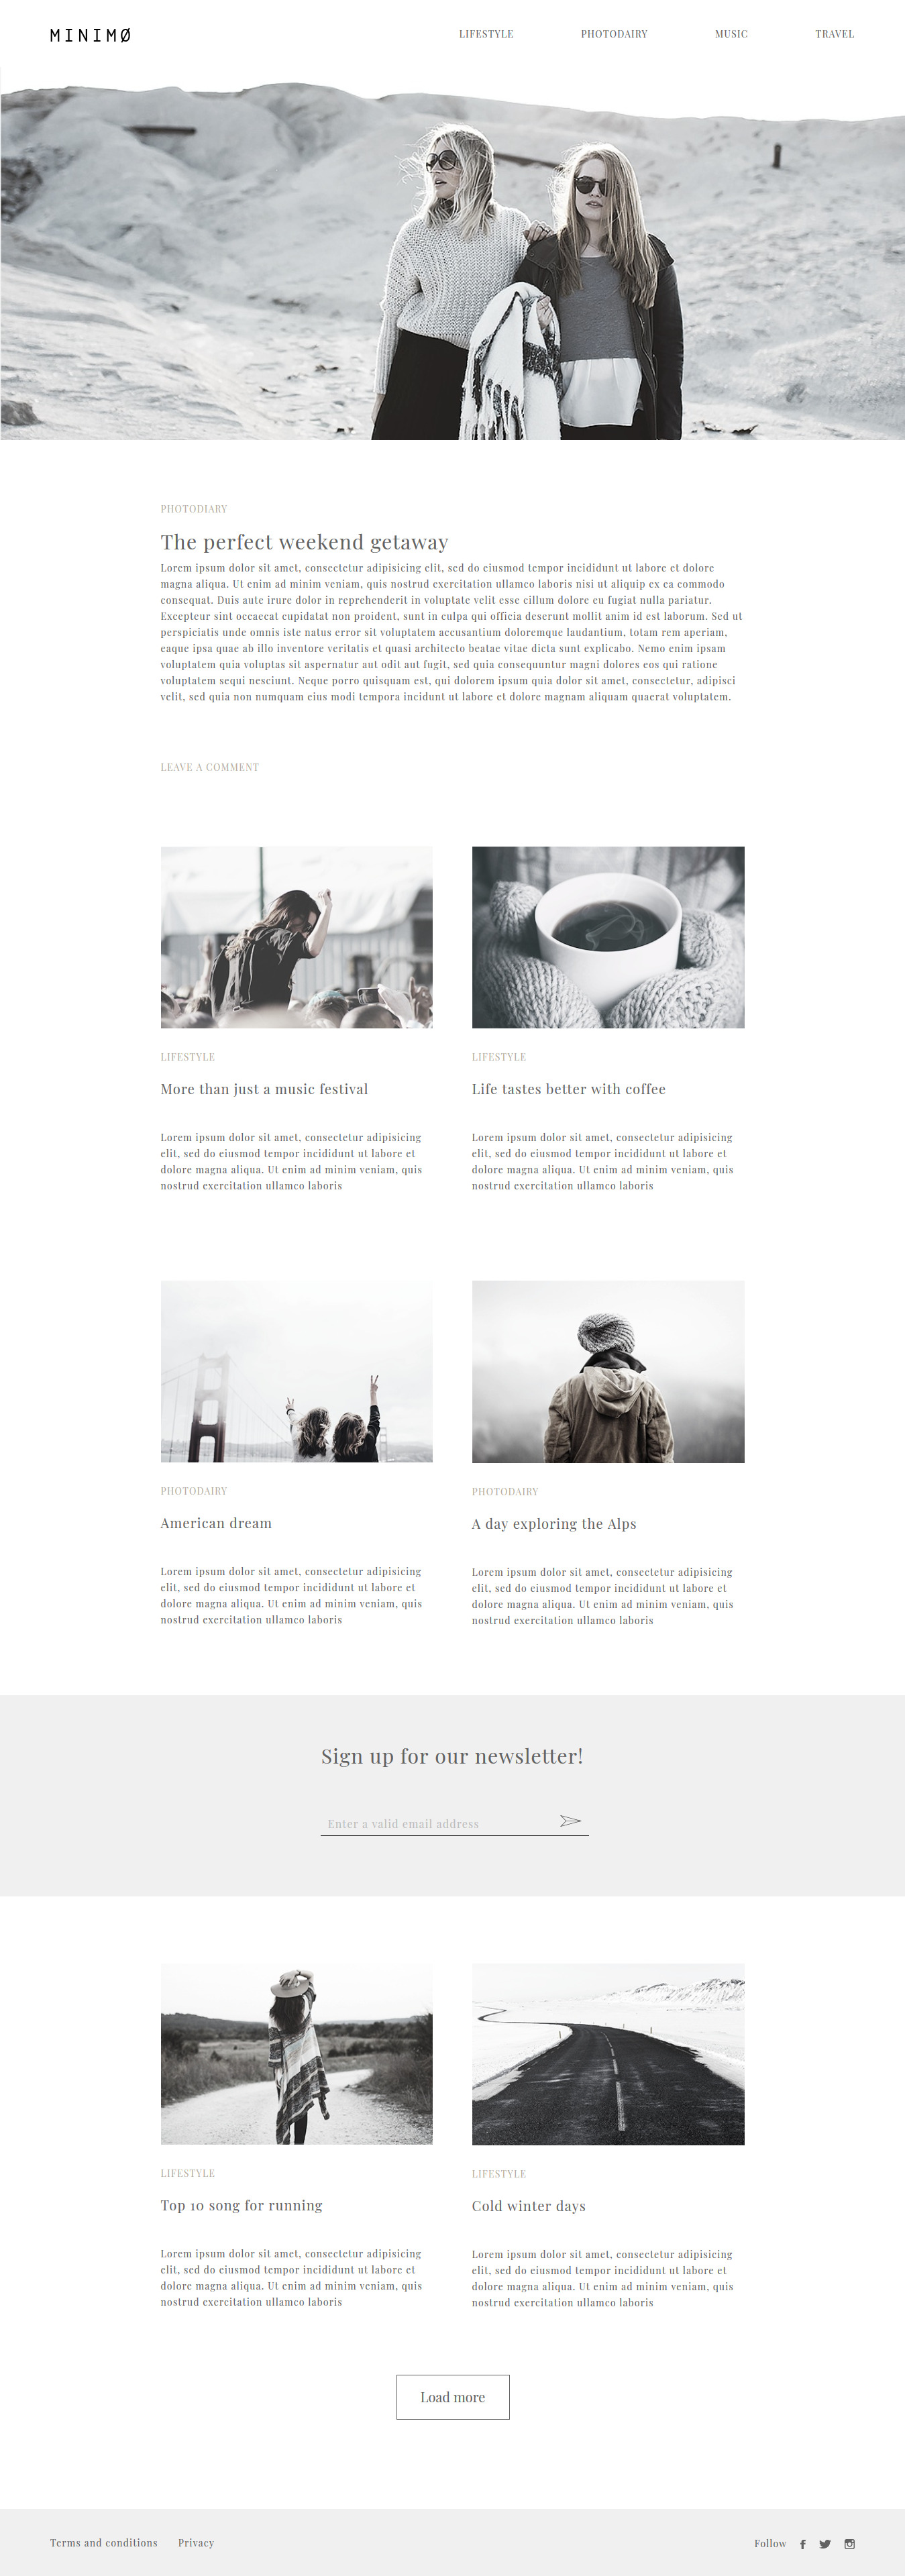 MINIMØ
LIFESTYLE PHOTODAIRY MUSIC TRAVEL
PHOTODIARY
The perfect weekend getaway
Lorem ipsum dolor sit amet, consectetur adipisicing elit, sed do eiusmod tempor incididunt ut labore et dolore
magna aliqua. Ut enim ad minim veniam, quis nostrud exercitation ullamco laboris nisi ut aliquip ex ea commodo
consequat. Duis aute irure dolor in reprehenderit in voluptate velit esse cillum dolore eu fugiat nulla pariatur.
Excepteur sint occaecat cupidatat non proident, sunt in culpa qui officia deserunt mollit anim id est laborum. Sed ut
perspiciatis unde omnis iste natus error sit voluptatem accusantium doloremque laudantium, totam rem aperiam,
eaque ipsa quae ab illo inventore veritatis et quasi architecto beatae vitae dicta sunt explicabo. Nemo enim ipsam
voluptatem quia voluptas sit aspernatur aut odit aut fugit, sed quia consequuntur magni dolores eos qui ratione
voluptatem sequi nesciunt. Neque porro quisquam est, qui dolorem ipsum quia dolor sit amet, consectetur, adipisci
velit, sed quia non numquam eius modi tempora incidunt ut labore et dolore magnam aliquam quaerat voluptatem.
LEAVE A COMMENT
LIFESTYLE
More than just a music festival
Lorem ipsum dolor sit amet, consectetur adipisicing
elit, sed do eiusmod tempor incididunt ut labore et
dolore magna aliqua. Ut enim ad minim veniam, quis
nostrud exercitation ullamco laboris
LIFESTYLE
Life tastes better with coffee
Lorem ipsum dolor sit amet, consectetur adipisicing
elit, sed do eiusmod tempor incididunt ut labore et
dolore magna aliqua. Ut enim ad minim veniam, quis
nostrud exercitation ullamco laboris
PHOTODAIRY
American dream
Lorem ipsum dolor sit amet, consectetur adipisicing
elit, sed do eiusmod tempor incididunt ut labore et
dolore magna aliqua. Ut enim ad minim veniam, quis
nostrud exercitation ullamco laboris
PHOTODAIRY
A day exploring the Alps
Lorem ipsum dolor sit amet, consectetur adipisicing
elit, sed do eiusmod tempor incididunt ut labore et
dolore magna aliqua. Ut enim ad minim veniam, quis
nostrud exercitation ullamco laboris
Sign up for our newsletter!
Enter a valid email address
LIFESTYLE
Top 10 song for running
Lorem ipsum dolor sit amet, consectetur adipisicing
elit, sed do eiusmod tempor incididunt ut labore et
dolore magna aliqua. Ut enim ad minim veniam, quis
nostrud exercitation ullamco laboris
LIFESTYLE
Cold winter days
Lorem ipsum dolor sit amet, consectetur adipisicing
elit, sed do eiusmod tempor incididunt ut labore et
dolore magna aliqua. Ut enim ad minim veniam, quis
nostrud exercitation ullamco laboris
Load more
Terms and conditions Privacy Follow